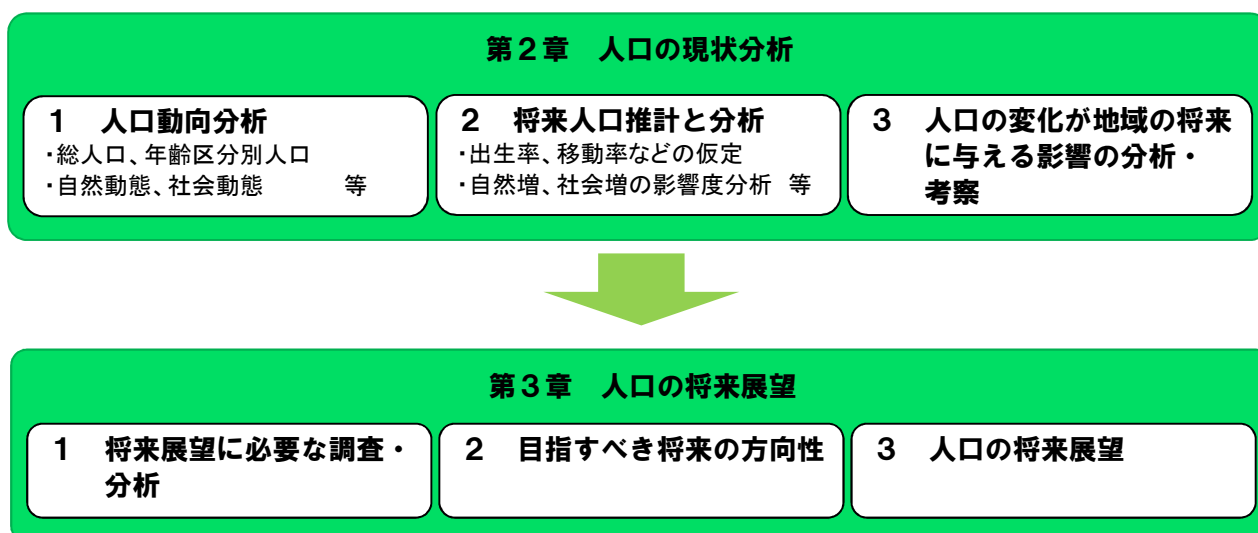 第2章　人口の現状分析
1　人口動向分析
・総人口、年齢区分別人口
・自然動態、社会動態　　　　等
2　将来人口推計と分析
・出生率、移動率などの仮定
・自然増、社会増の影響度分析　等
3　人口の変化が地域の将来
に与える影響の分析・
考察
第3章　人口の将来展望
1　将来展望に必要な調査・
分析
2　目指すべき将来の方向性
3　人口の将来展望